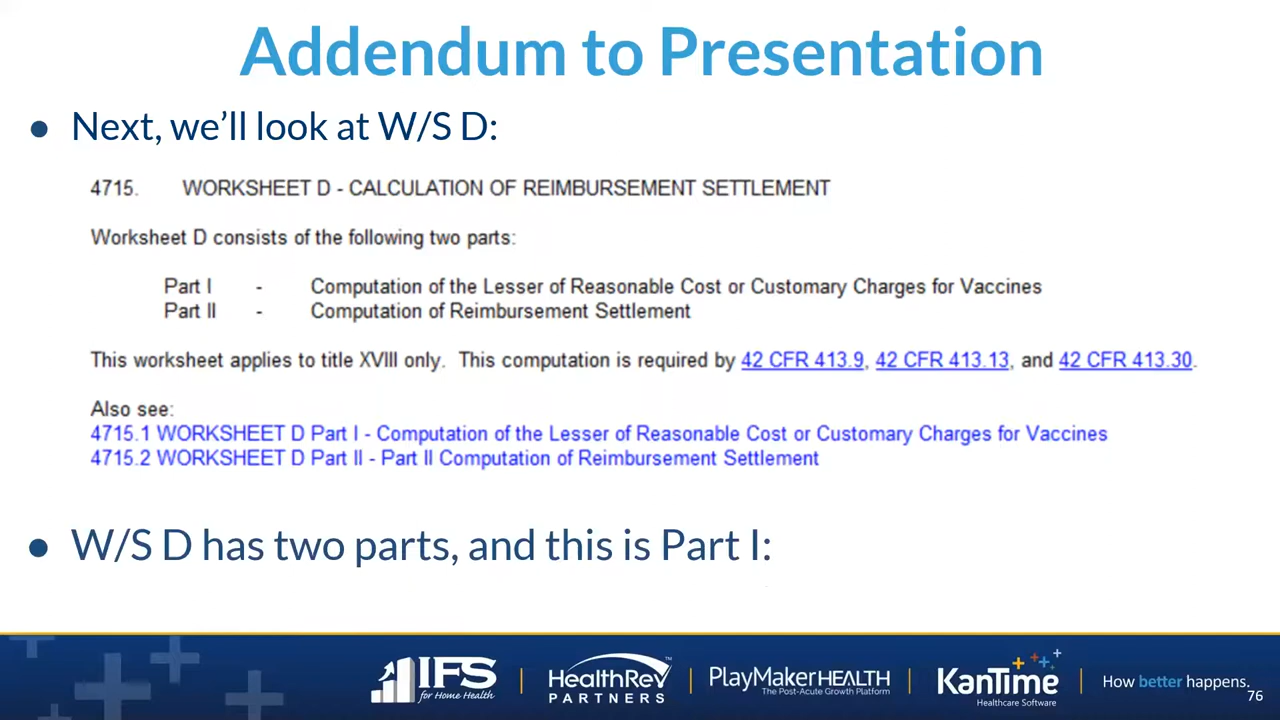 Addendum to Presentation
● Next, we'll look at W/S D:
4715. WORKSHEET D - CALCULATION OF REIMBURSEMENT SETTLEMENT
Worksheet D consists of the following two parts:
Part I - Computation of the Lesser of Reasonable Cost or Customary Charges for Vaccines
Part II - Computation of Reimbursement Settlement
This worksheet applies to title XVIII only. This computation is required by 42 CFR 413.9, 42 CFR 413.13, and 42 CFR 413.30.
Also see:
4715.1 WORKSHEET D Part I - Computation of the Lesser of Reasonable Cost or Customary Charges for Vaccines
4715.2 WORKSHEET D Part II - Part II Computation of Reimbursement Settlement
● W/S D has two parts, and this is Part I:
IFS
for Home Health
HealthRev™
PARTNERS
PlayMakerHEALTH
The Post-Acute Growth Platform
KanTime
Healthcare Software
How better happens.
76